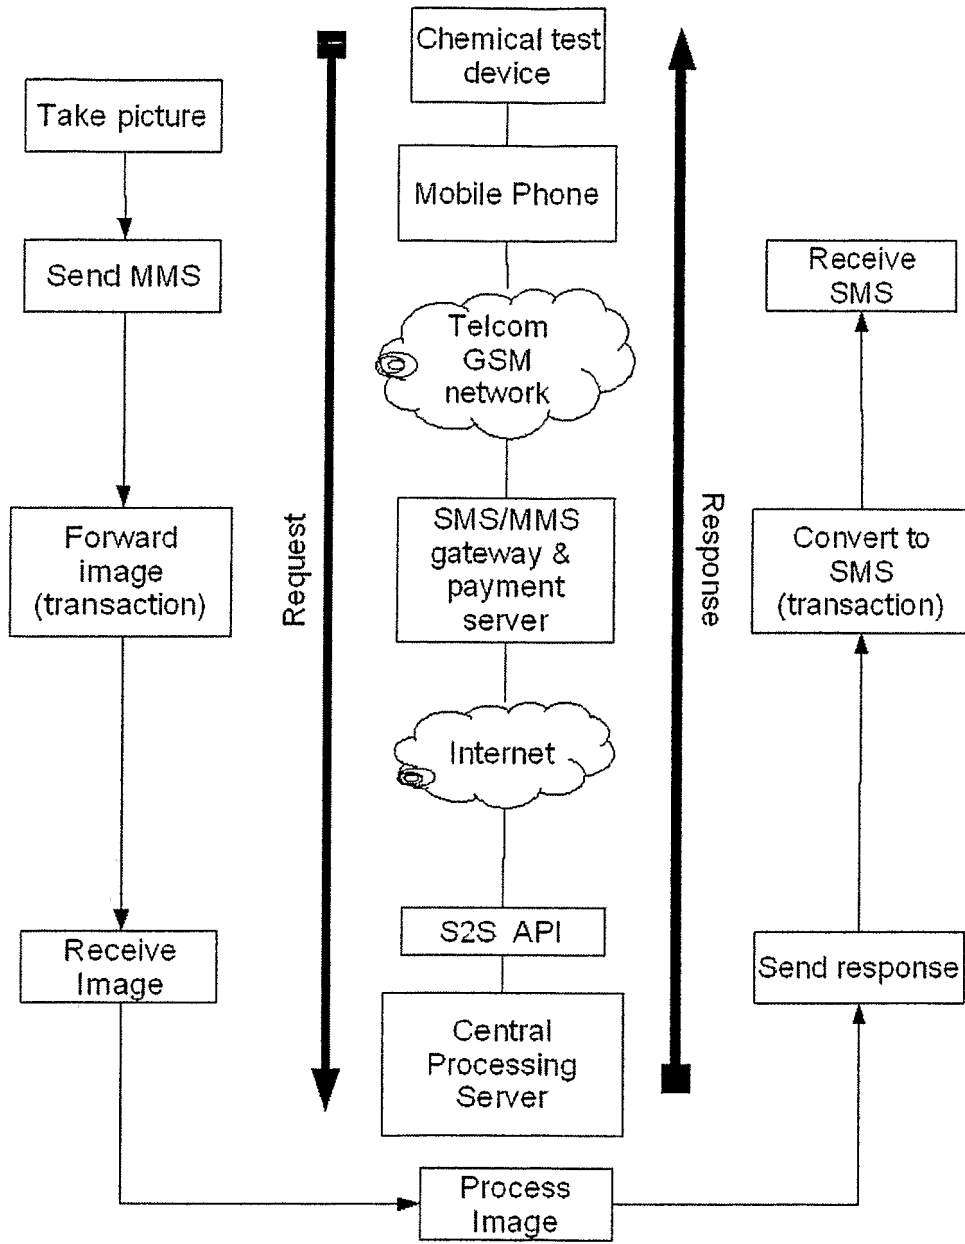 Chemical test
device
Take picture
Mobile Phone
Send MMS
Receive
SMS
Telcom
GSM
network
Request
Response
Forward
image
(transaction)
SMS/MMS
gateway &
payment
server
Convert to
SMS
(transaction)
Internet
Receive
Image
S2S API
Send response
Central
Processing
Server
Process
Image